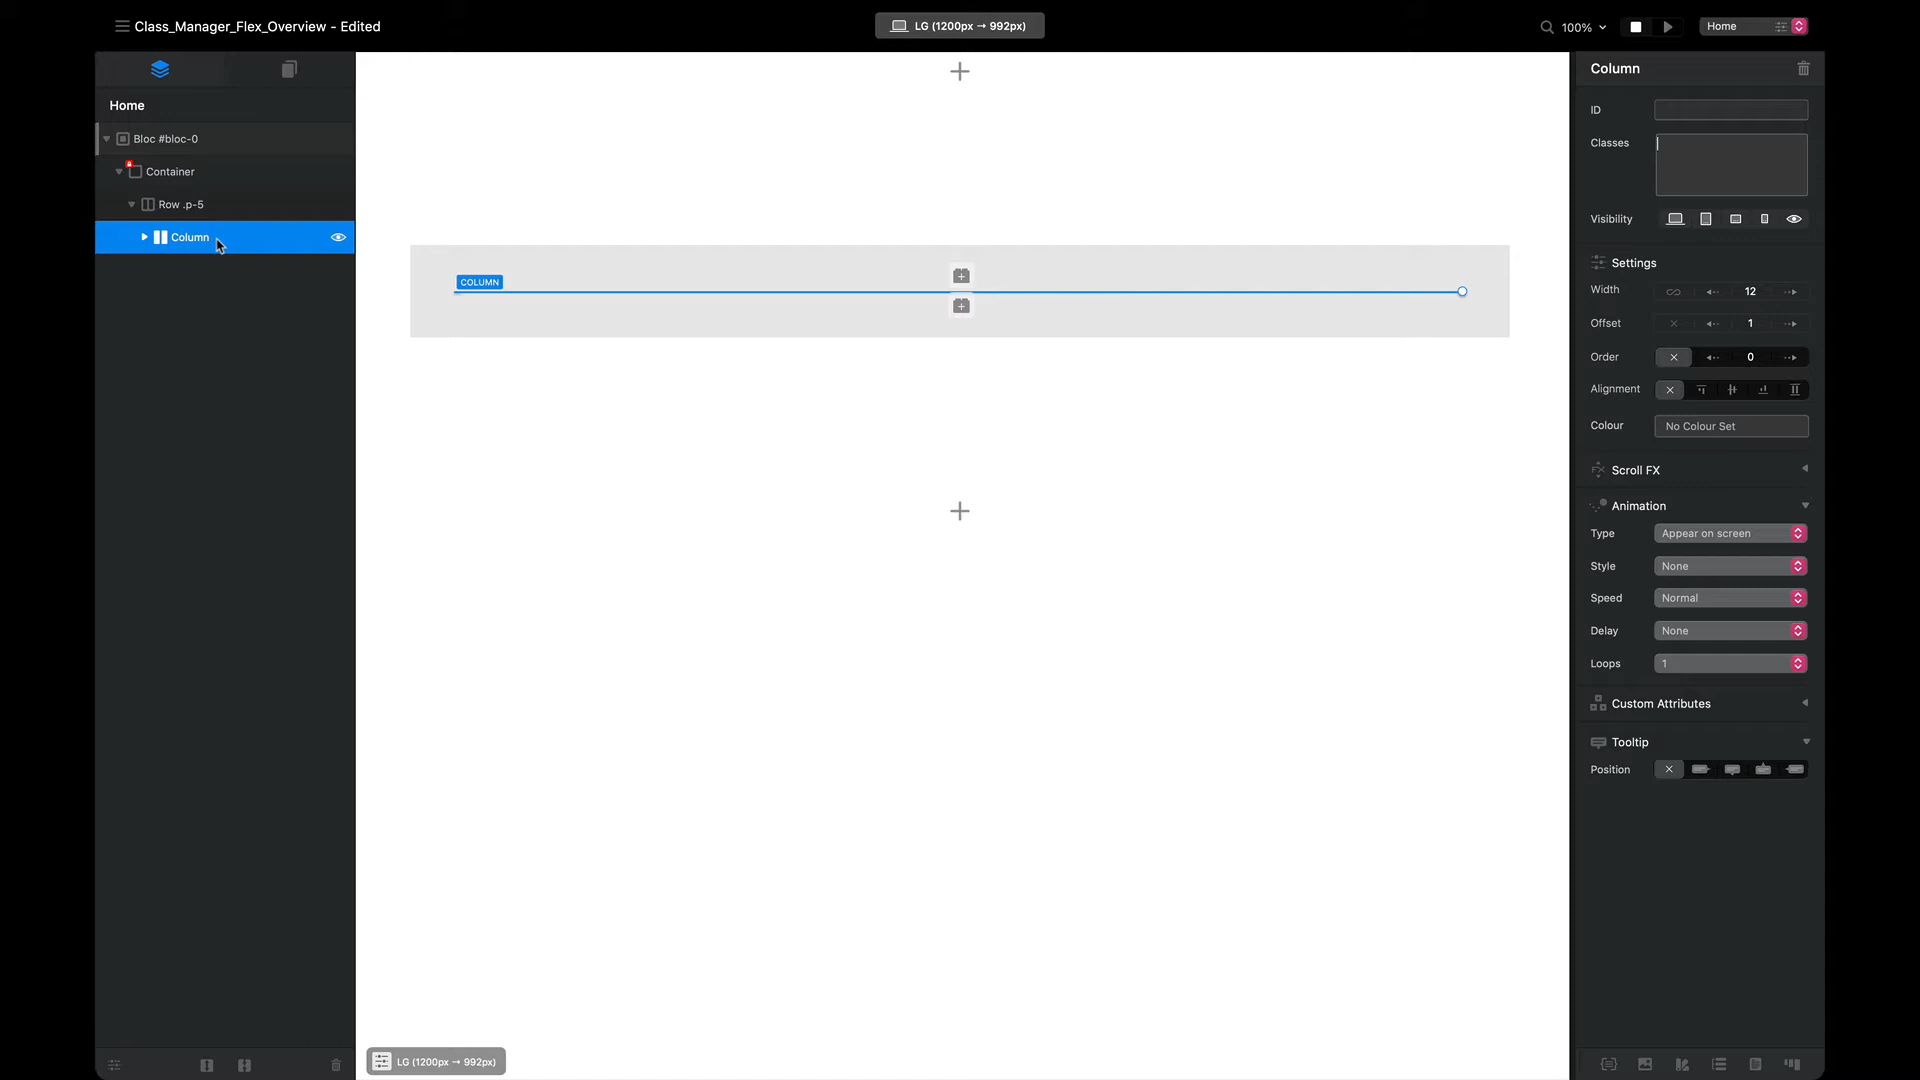 Class_Manager_Flex_Overview - Edited
LG (1200px → 992px)
100%
Home
Home
Bloc #bloc-0
Container
Row .p-5
Column
COLUMN
LG (1200px → 992px)
Column
ID
Classes
Visibility
Settings
Width 12
Offset 1
Order 0
Alignment
Colour No Colour Set
Scroll FX
Animation
Type Appear on screen
Style None
Speed Normal
Delay None
Loops 1
Custom Attributes
Tooltip
Position